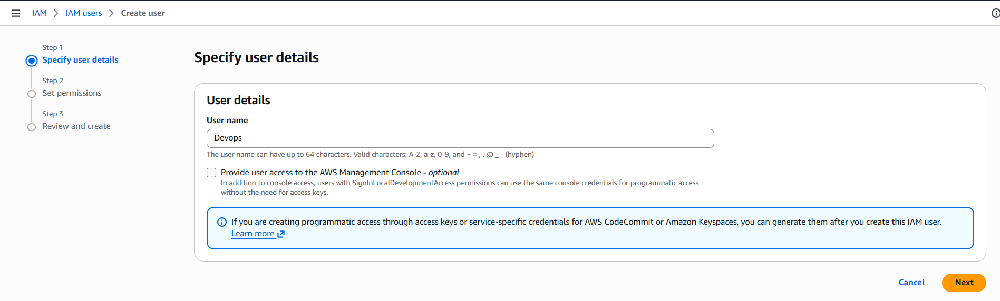 IAM > IAM users > Create user
Step 1
Specify user details
Step 2
Set permissions
Step 3
Review and create
Specify user details
User details
User name
Devops
The user name can have up to 64 characters. Valid characters: A-Z, a-z, 0-9, and + = , . @ _ - (hyphen)
Provide user access to the AWS Management Console - optional
In addition to console access, users with SignInLocalDevelopmentAccess permissions can use the same console credentials for programmatic access
without the need for access keys.
If you are creating programmatic access through access keys or service-specific credentials for AWS CodeCommit or Amazon Keyspaces, you can generate them after you create this IAM user.
Learn more
Cancel
Next